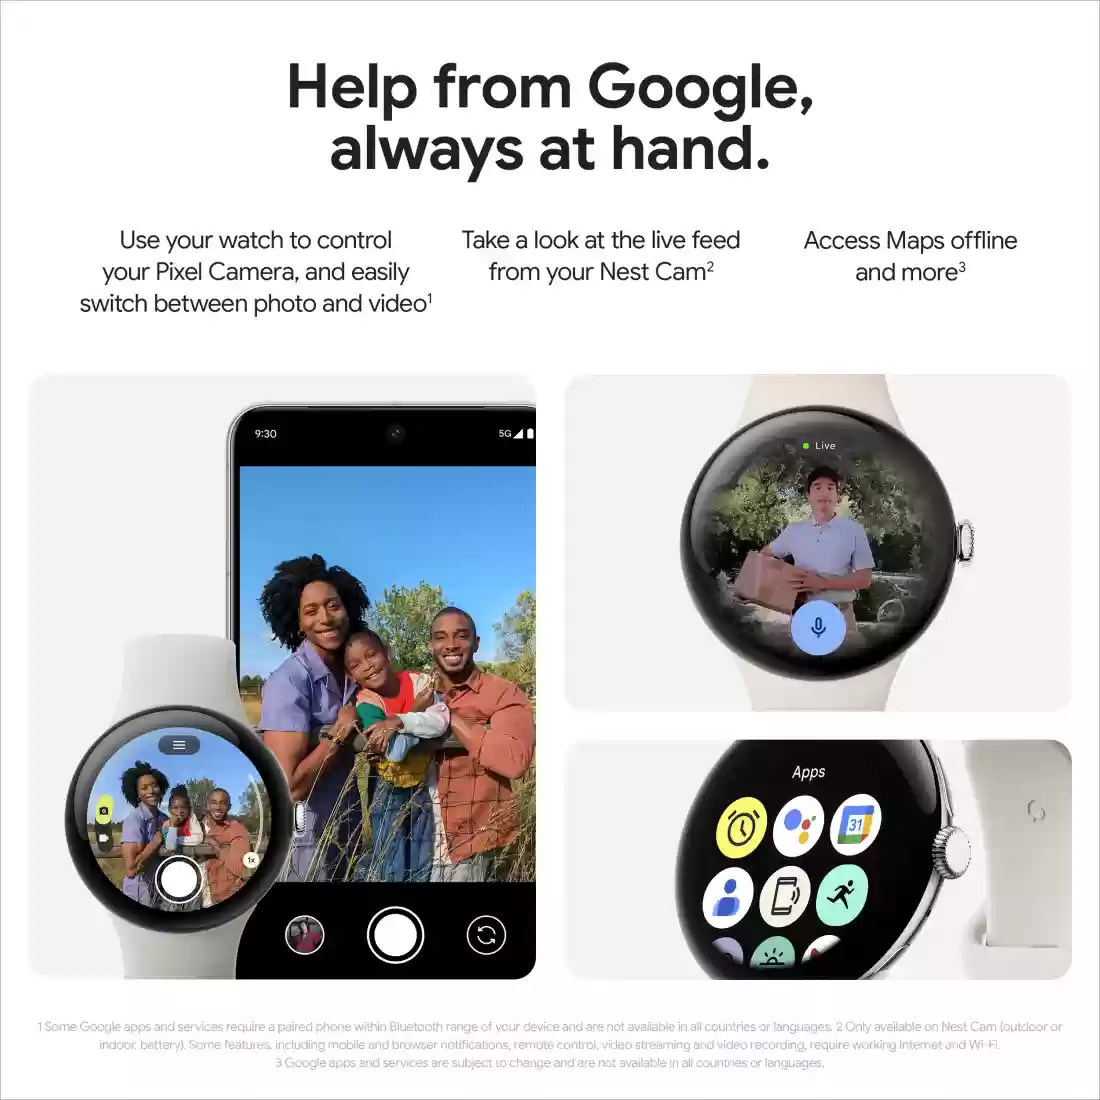 Help from Google,
always at hand.
Use your watch to control
your Pixel Camera, and easily
switch between photo and video¹
Take a look at the live feed
from your Nest Cam²
Access Maps offline
and more³
9:30
5G
1x
Live
Apps
31
1 Some Google apps and services require a paired phone within Bluetooth range of your device and are not available in all countries or languages. 2 Only available on Nest Cam (outdoor or
indoor, battery). Some features, including mobile and browser notifications, remote control, video streaming and video recording, require working Internet and Wi-Fi.
3 Google apps and services are subject to change and are not available in all countries or languages.